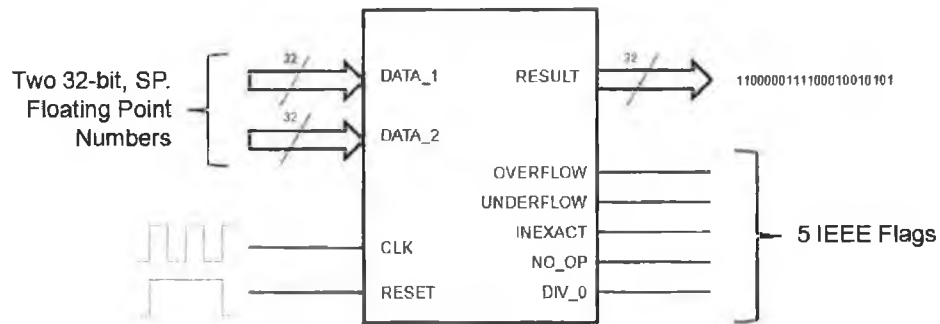 Two 32-bit, SP.
Floating Point
Numbers
32
DATA_1
32
DATA_2
CLK
RESET
RESULT
32
1100000111100010010101
OVERFLOW
UNDERFLOW
INEXACT
NO_OP
DIV_0
5 IEEE Flags